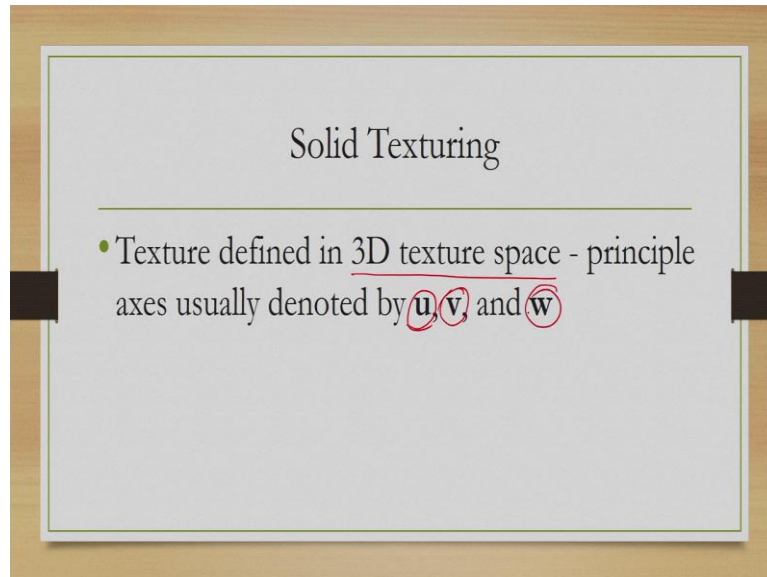 Solid Texturing
• Texture defined in 3D texture space - principle
axes usually denoted by u, v, and w